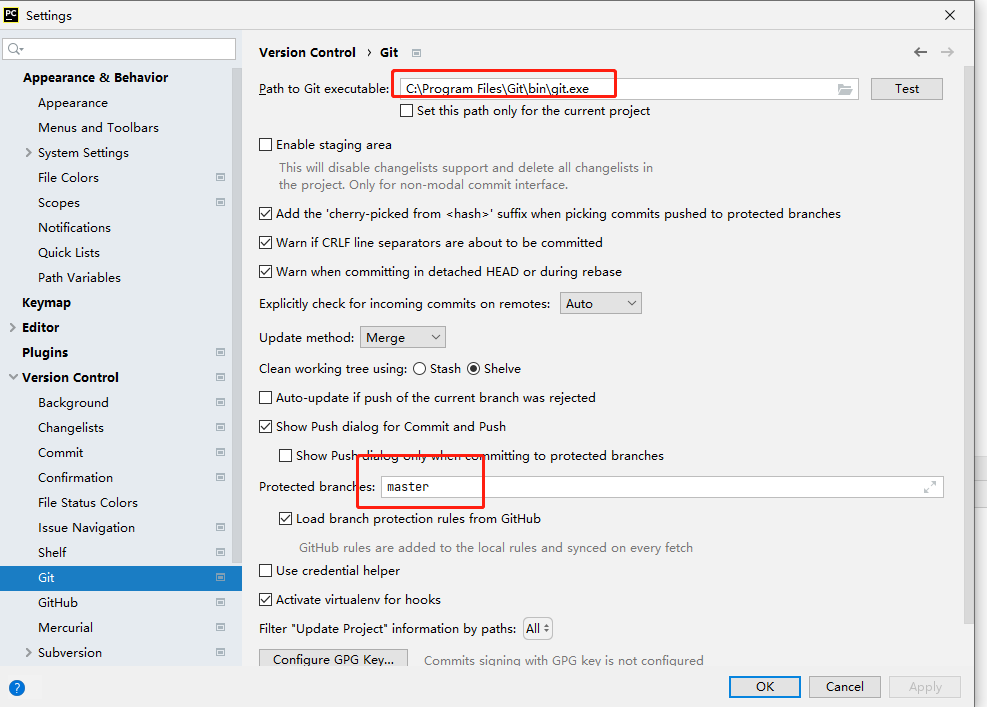 PC Settings
Appearance & Behavior
Appearance
Menus and Toolbars
System Settings
File Colors
Scopes
Notifications
Quick Lists
Path Variables
Keymap
Editor
Plugins
Version Control
Background
Changelists
Commit
Confirmation
File Status Colors
Issue Navigation
Shelf
Git
GitHub
Mercurial
Subversion
Version Control › Git
Path to Git executable: C:\Program Files\Git\bin\git.exe Test
Set this path only for the current project
Enable staging area
This will disable changelists support and delete all changelists in
the project. Only for non-modal commit interface.
Add the 'cherry-picked from <hash>' suffix when picking commits pushed to protected branches
Warn if CRLF line separators are about to be committed
Warn when committing in detached HEAD or during rebase
Explicitly check for incoming commits on remotes: Auto
Update method: Merge
Clean working tree using: Stash Shelve
Auto-update if push of the current branch was rejected
Show Push dialog for Commit and Push
Show Push dialog only when committing to protected branches
Protected branches: master
Load branch protection rules from GitHub
GitHub rules are added to the local rules and synced on every fetch
Use credential helper
Activate virtualenv for hooks
Filter "Update Project" information by paths: All
Configure GPG Key... Commits signing with GPG key is not configured
? OK Cancel Apply